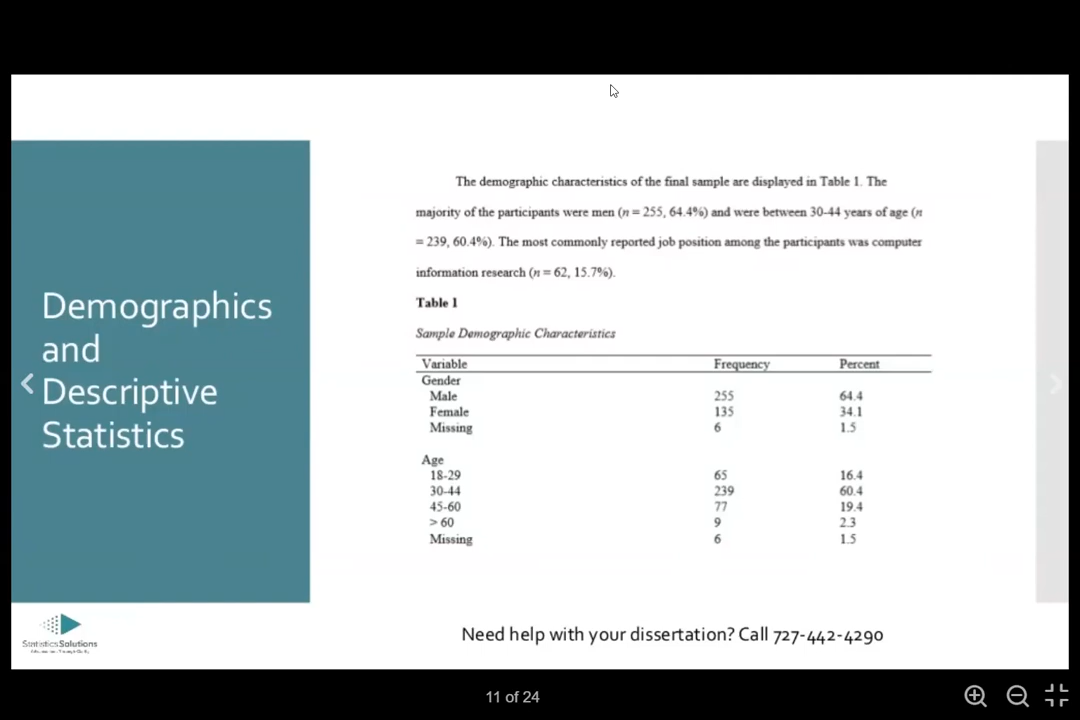 The demographic characteristics of the final sample are displayed in Table 1. The
majority of the participants were men (n = 255, 64.4%) and were between 30-44 years of age (n
= 239, 60.4%). The most commonly reported job position among the participants was computer
information research (n = 62, 15.7%).
Table 1
Sample Demographic Characteristics
Variable Frequency Percent
Gender
Male 255 64.4
Female 135 34.1
Missing 6 1.5
Age
18-29 65 16.4
30-44 239 60.4
45-60 77 19.4
> 60 9 2.3
Missing 6 1.5
Demographics
and
Descriptive
Statistics
StatisticsSolutions
Need help with your dissertation? Call 727-442-4290
11 of 24